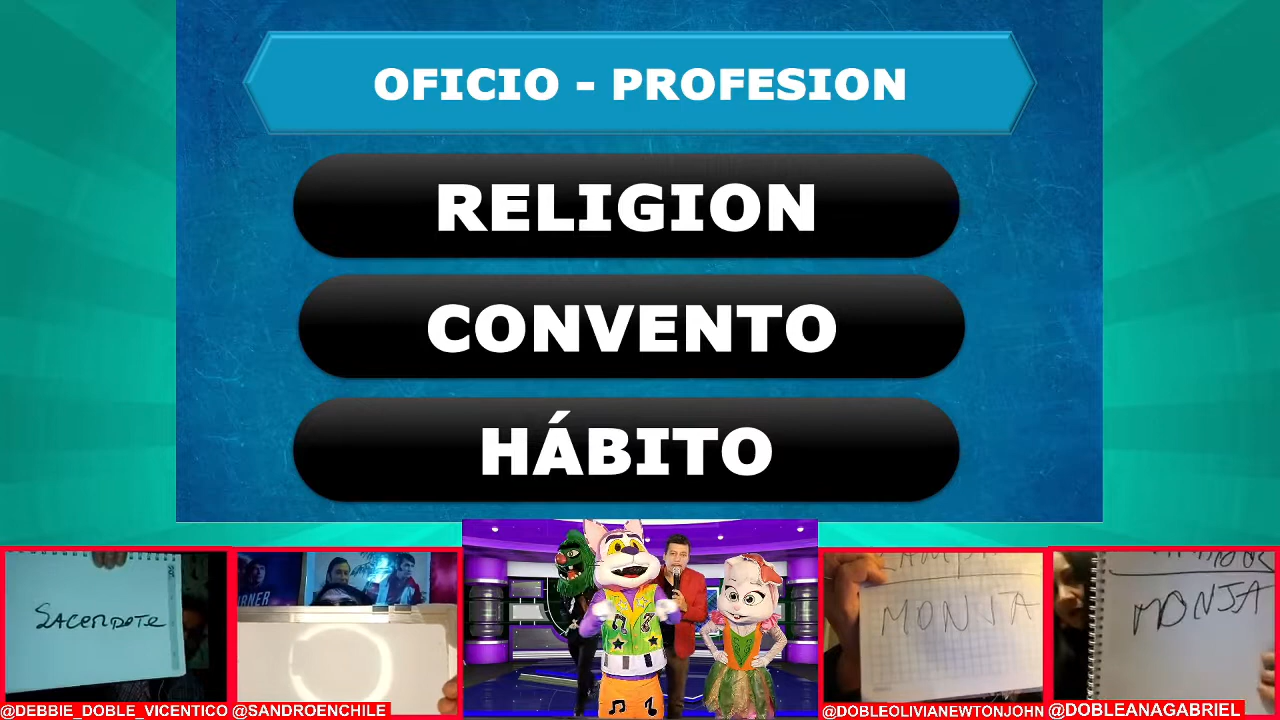 OFICIO - PROFESION
RELIGION
CONVENTO
HÁBITO
SACERDOTE
MONJA
MONJA
@DEBBIE_DOBLE_VICENTICO @SANDROENCHILE
@DOBLEOLIVIANEWTONJOHN @DOBLEANAGABRIEL